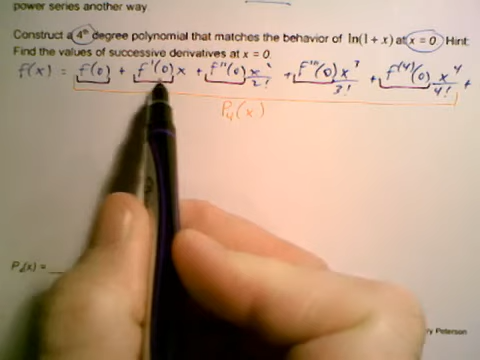 power series another way.
Construct a 4th degree polynomial that matches the behavior of ln(1 + x) at x = 0. Hint:
Find the values of successive derivatives at x = 0.
f(x) = f(0) + f'(0)x + f''(0)x²/2! + f'''(0)x³/3! + f⁽⁴⁾(0)x⁴/4! +
P₄(x)
P₄(x) = __
ry Peterson